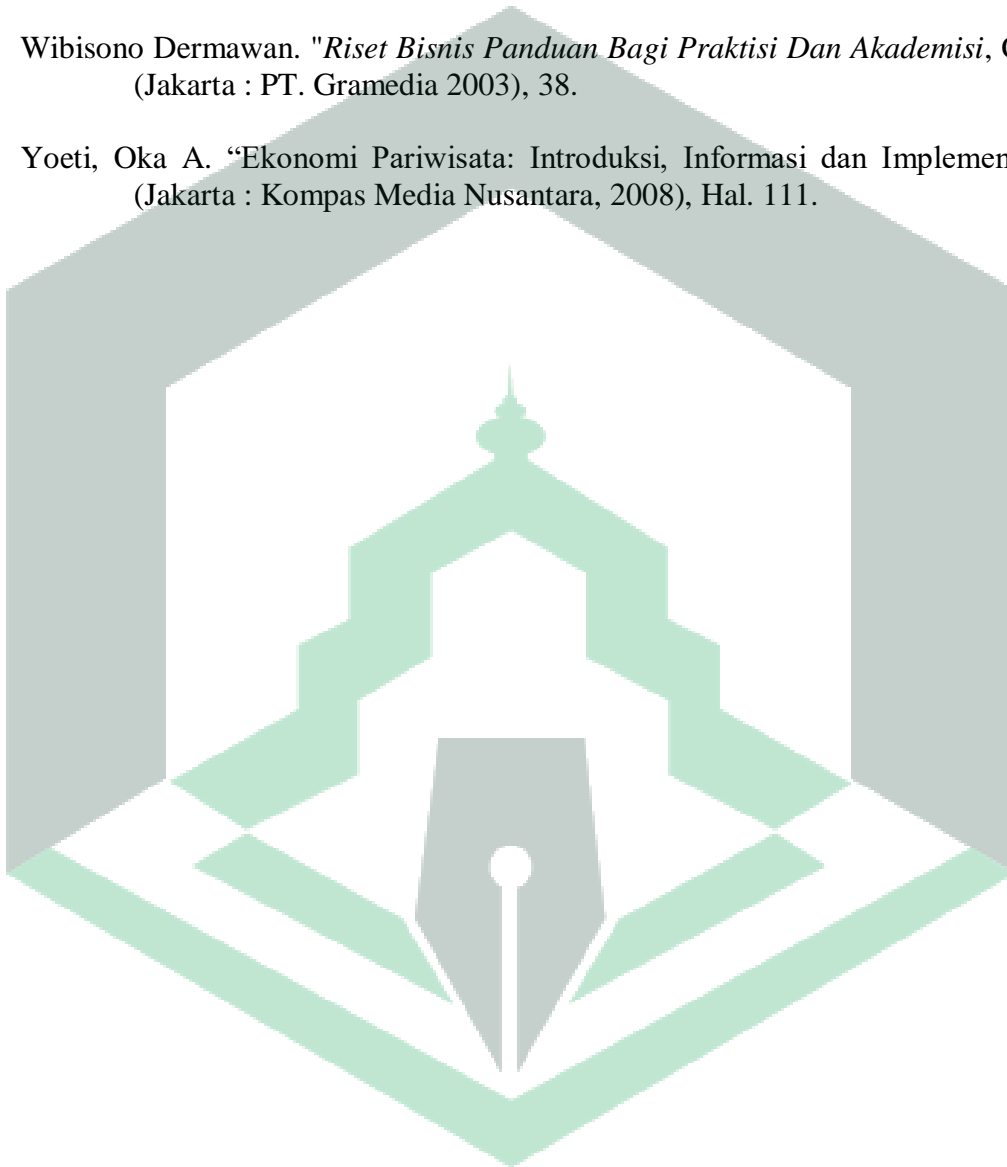 Wibisono Dermawan. "Riset Bisnis Panduan Bagi Praktisi Dan Akademisi,
(Jakarta : PT. Gramedia 2003), 38.
Yoeti, Oka A. “Ekonomi Pariwisata: Introduksi, Informasi dan
(Jakarta : Kompas Media Nusantara, 2008), Hal. 111.